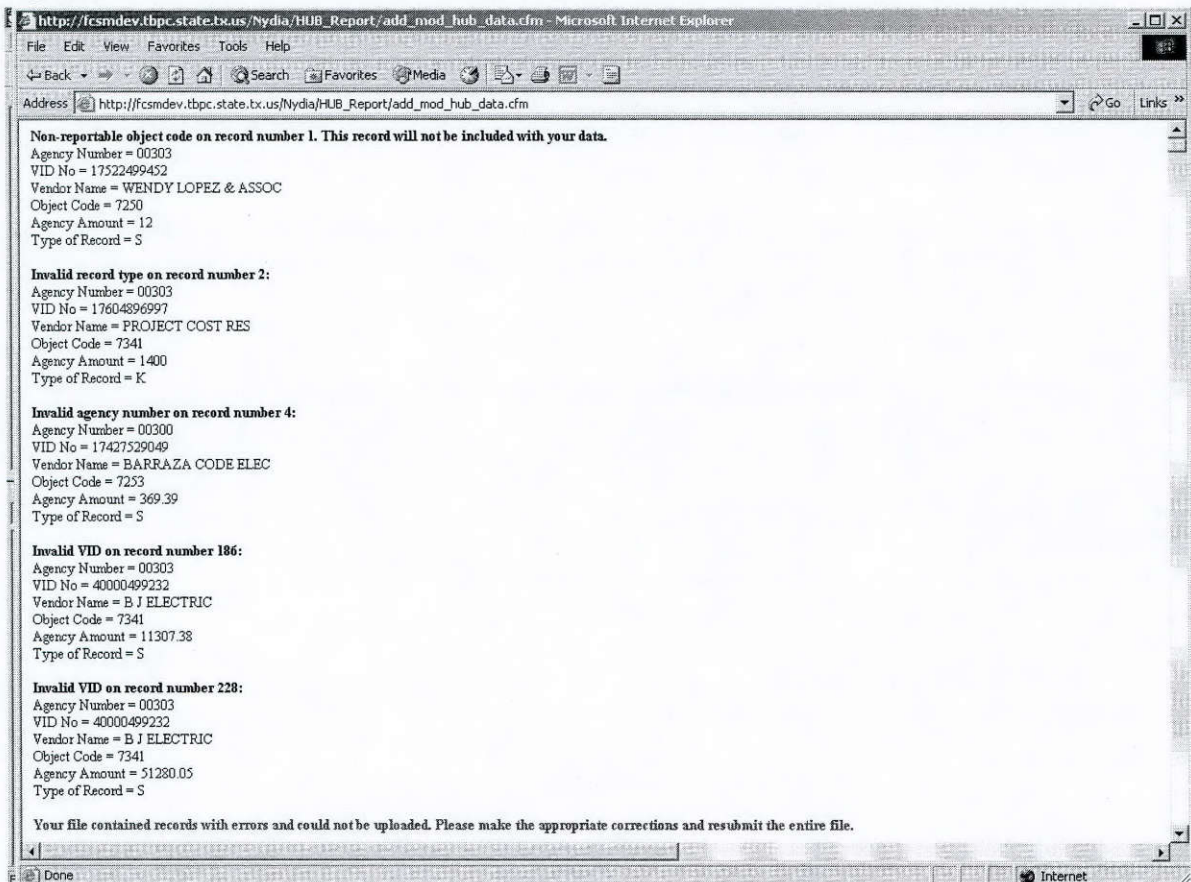 http://fcsmdev.tbpc.state.tx.us/Nydia/HUB_Report/add_mod_hub_data.cfm - Microsoft Internet Explorer
File Edit View Favorites Tools Help
Back Search Favorites Media
Address http://fcsmdev.tbpc.state.tx.us/Nydia/HUB_Report/add_mod_hub_data.cfm Go Links »
Non-reportable object code on record number 1. This record will not be included with your data.
Agency Number = 00303
VID No = 17522499452
Vendor Name = WENDY LOPEZ & ASSOC
Object Code = 7250
Agency Amount = 12
Type of Record = S
Invalid record type on record number 2:
Agency Number = 00303
VID No = 17604896997
Vendor Name = PROJECT COST RES
Object Code = 7341
Agency Amount = 1400
Type of Record = K
Invalid agency number on record number 4:
Agency Number = 00300
VID No = 17427529049
Vendor Name = BARRAZA CODE ELEC
Object Code = 7253
Agency Amount = 369.39
Type of Record = S
Invalid VID on record number 186:
Agency Number = 00303
VID No = 40000499232
Vendor Name = B J ELECTRIC
Object Code = 7341
Agency Amount = 11307.38
Type of Record = S
Invalid VID on record number 228:
Agency Number = 00303
VID No = 40000499232
Vendor Name = B J ELECTRIC
Object Code = 7341
Agency Amount = 51280.05
Type of Record = S
Your file contained records with errors and could not be uploaded. Please make the appropriate corrections and resubmit the entire file.
Done Internet